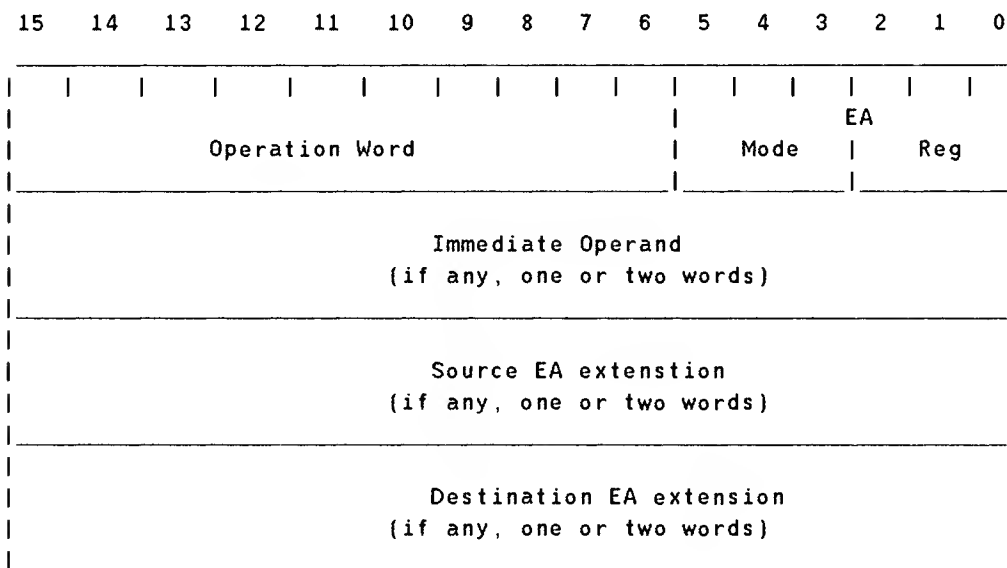 15 14 13 12 11 10 9 8 7 6 5 4 3 2 1 0
EA
Operation Word Mode Reg
Immediate Operand
(if any, one or two words)
Source EA extenstion
(if any, one or two words)
Destination EA extension
(if any, one or two words)